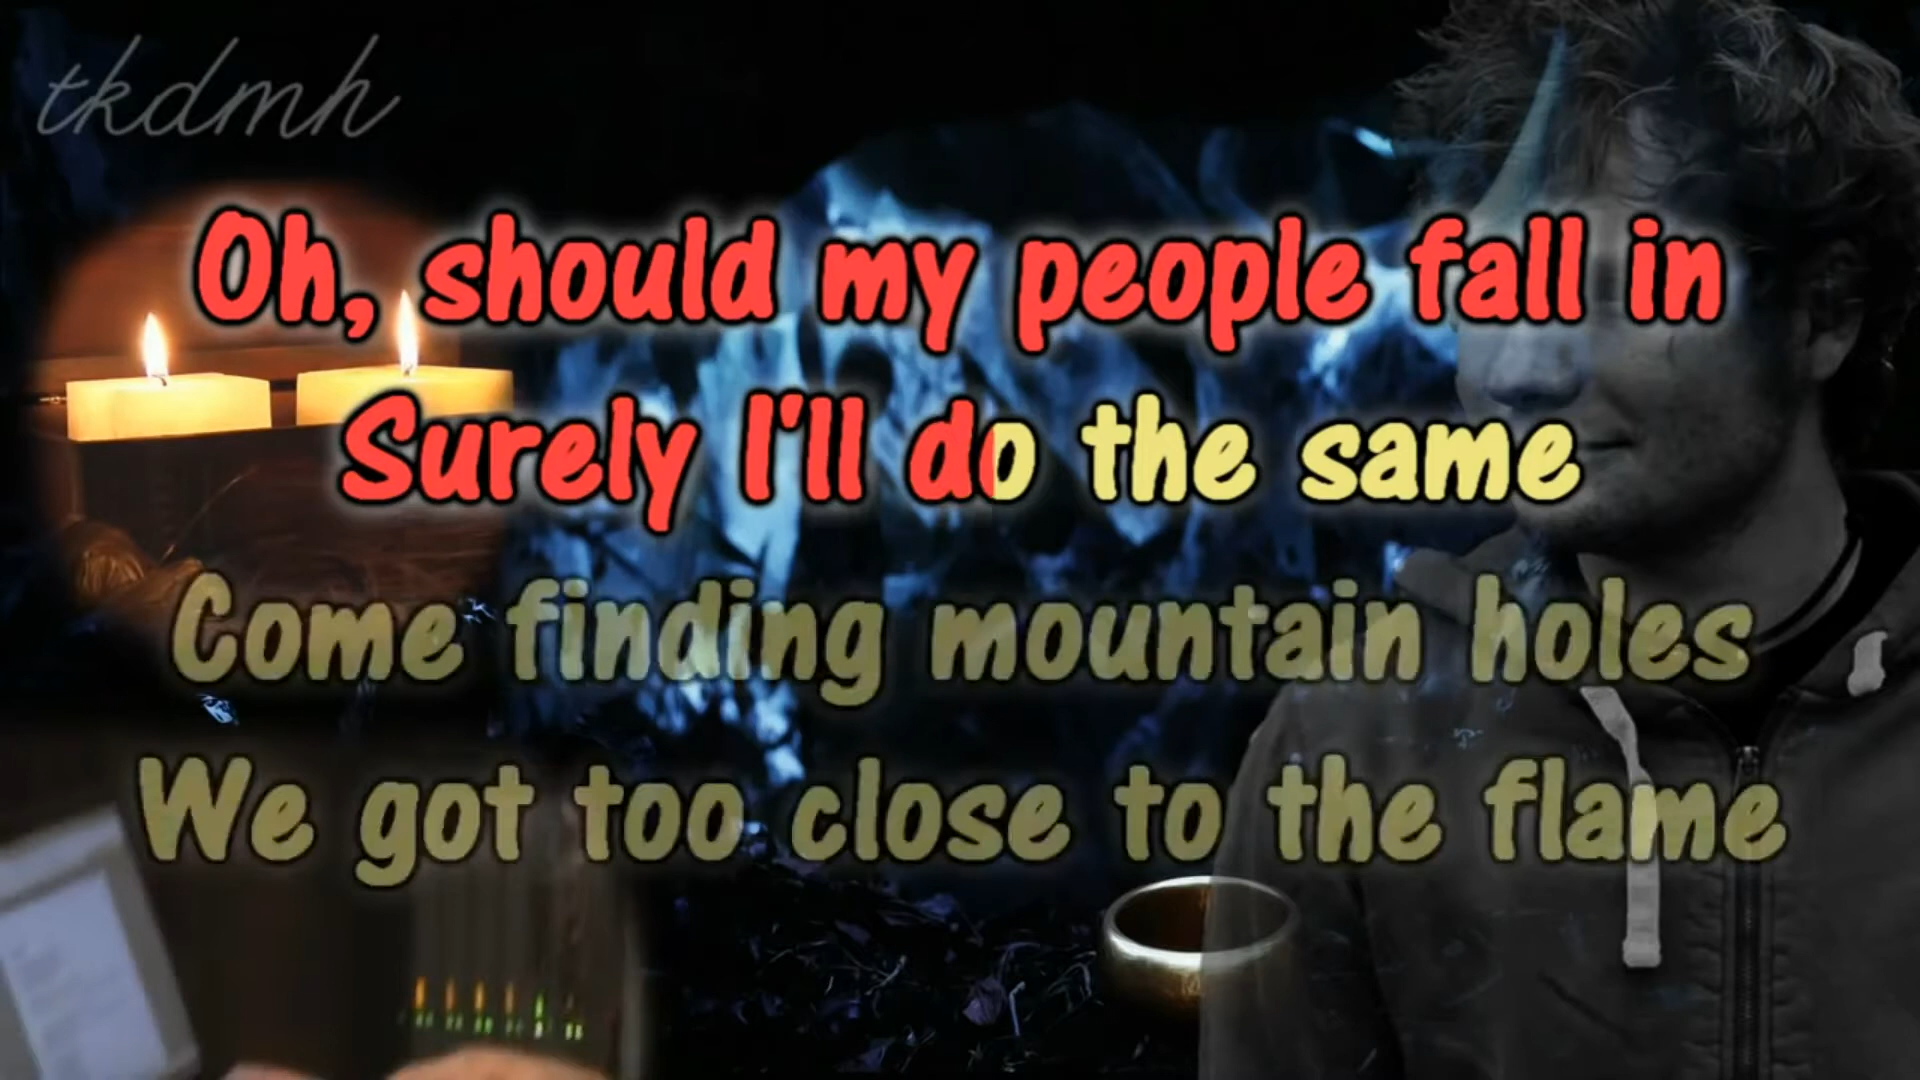 tkdmh
Oh, should my people fall in
Surely I'll do the same
Come finding mountain holes
We got too close to the flame